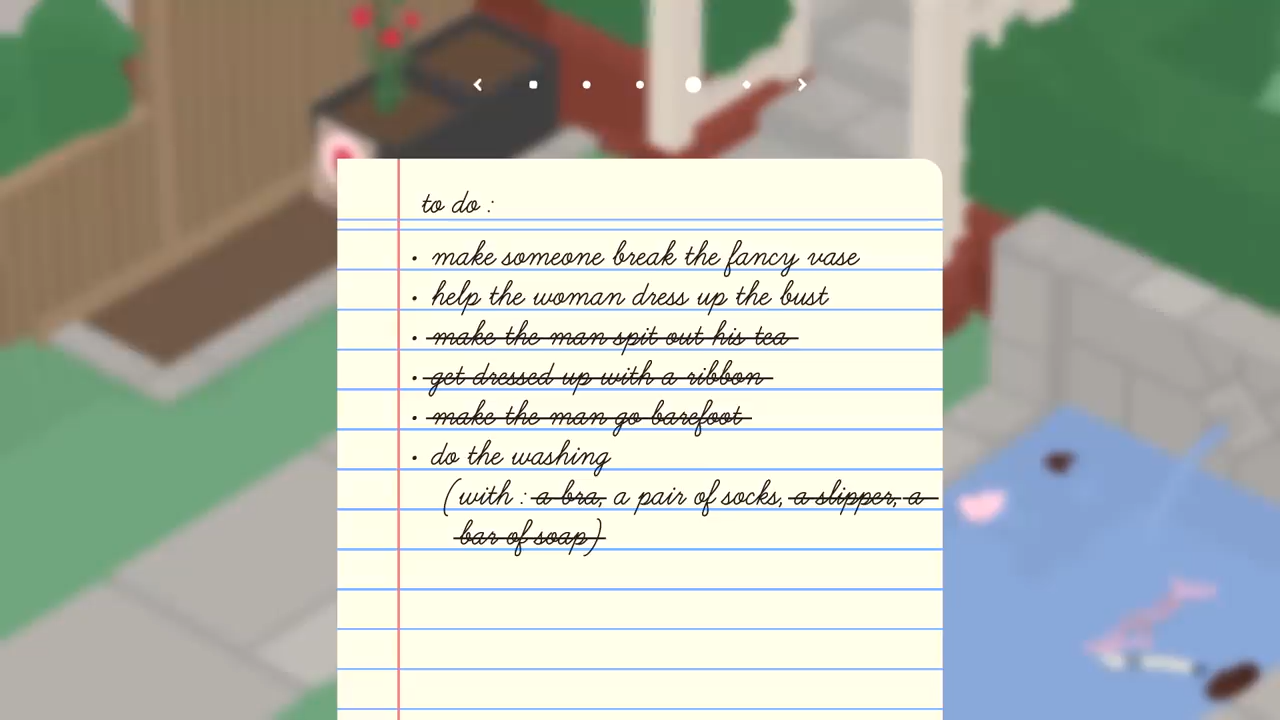 to do :
• make someone break the fancy vase
• help the woman dress up the bust
• make the man spit out his tea
• get dressed up with a ribbon
• make the man go barefoot
• do the washing
(with : a bra, a pair of socks, a slipper, a
bar of soap)